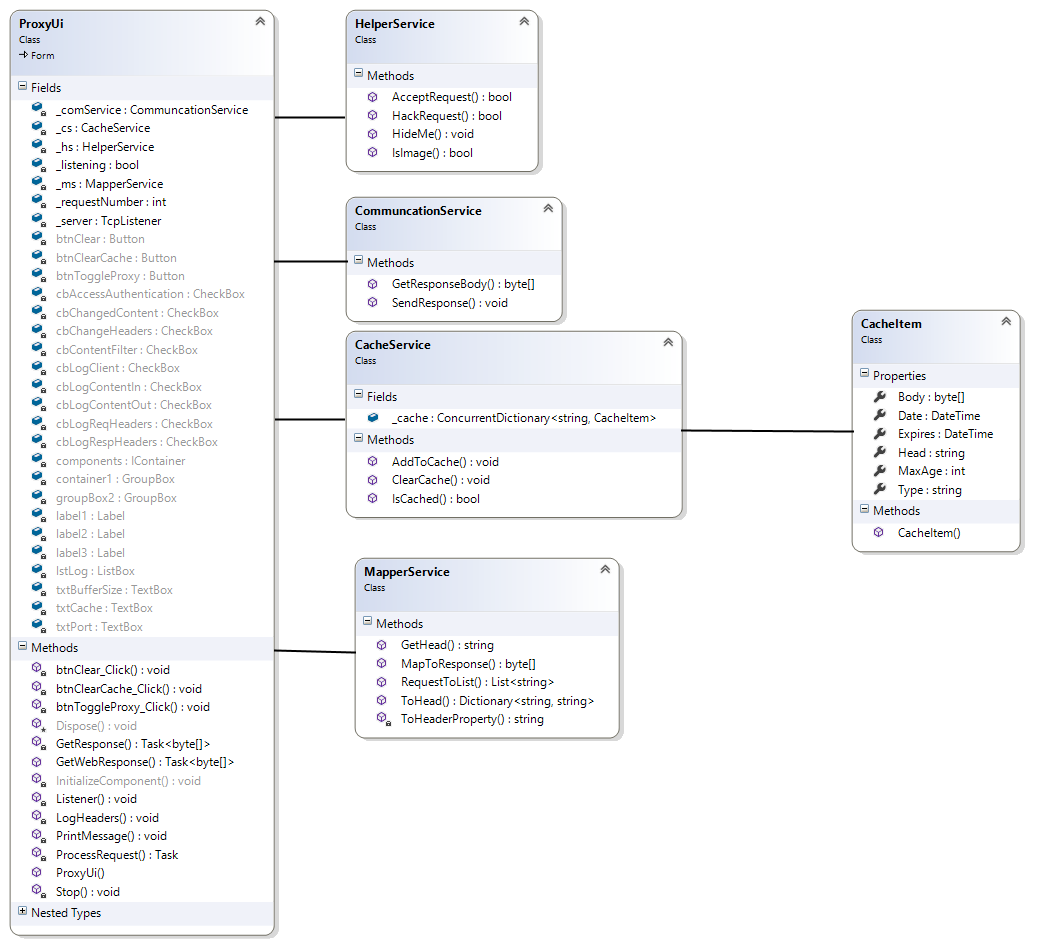 ProxyUi
Class
Form
Fields
_comService : CommuncationService
_cs : CacheService
_hs : HelperService
_listening : bool
_ms : MapperService
_requestNumber : int
_server : TcpListener
btnClear : Button
btnClearCache : Button
btnToggleProxy : Button
cbAccessAuthentication : CheckBox
cbChangedContent : CheckBox
cbChangeHeaders : CheckBox
cbContentFilter : CheckBox
cbLogClient : CheckBox
cbLogContentIn : CheckBox
cbLogContentOut : CheckBox
cbLogReqHeaders : CheckBox
cbLogRespHeaders : CheckBox
components : IContainer
container1 : GroupBox
groupBox2 : GroupBox
label1 : Label
label2 : Label
label3 : Label
lstLog : ListBox
txtBufferSize : TextBox
txtCache : TextBox
txtPort : TextBox
Methods
btnClear_Click() : void
btnClearCache_Click() : void
btnToggleProxy_Click() : void
Dispose() : void
GetResponse() : Task<byte[]>
GetWebResponse() : Task<byte[]>
InitializeComponent() : void
Listener() : void
LogHeaders() : void
PrintMessage() : void
ProcessRequest() : Task
ProxyUi()
Stop() : void
Nested Types
HelperService
Class
Methods
AcceptRequest() : bool
HackRequest() : bool
HideMe() : void
IsImage() : bool
CommuncationService
Class
Methods
GetResponseBody() : byte[]
SendResponse() : void
CacheService
Class
Fields
_cache : ConcurrentDictionary<string, CacheItem>
Methods
AddToCache() : void
ClearCache() : void
IsCached() : bool
MapperService
Class
Methods
GetHead() : string
MapToResponse() : byte[]
RequestToList() : List<string>
ToHead() : Dictionary<string, string>
ToHeaderProperty() : string
CacheItem
Class
Properties
Body : byte[]
Date : DateTime
Expires : DateTime
Head : string
MaxAge : int
Type : string
Methods
CacheItem()